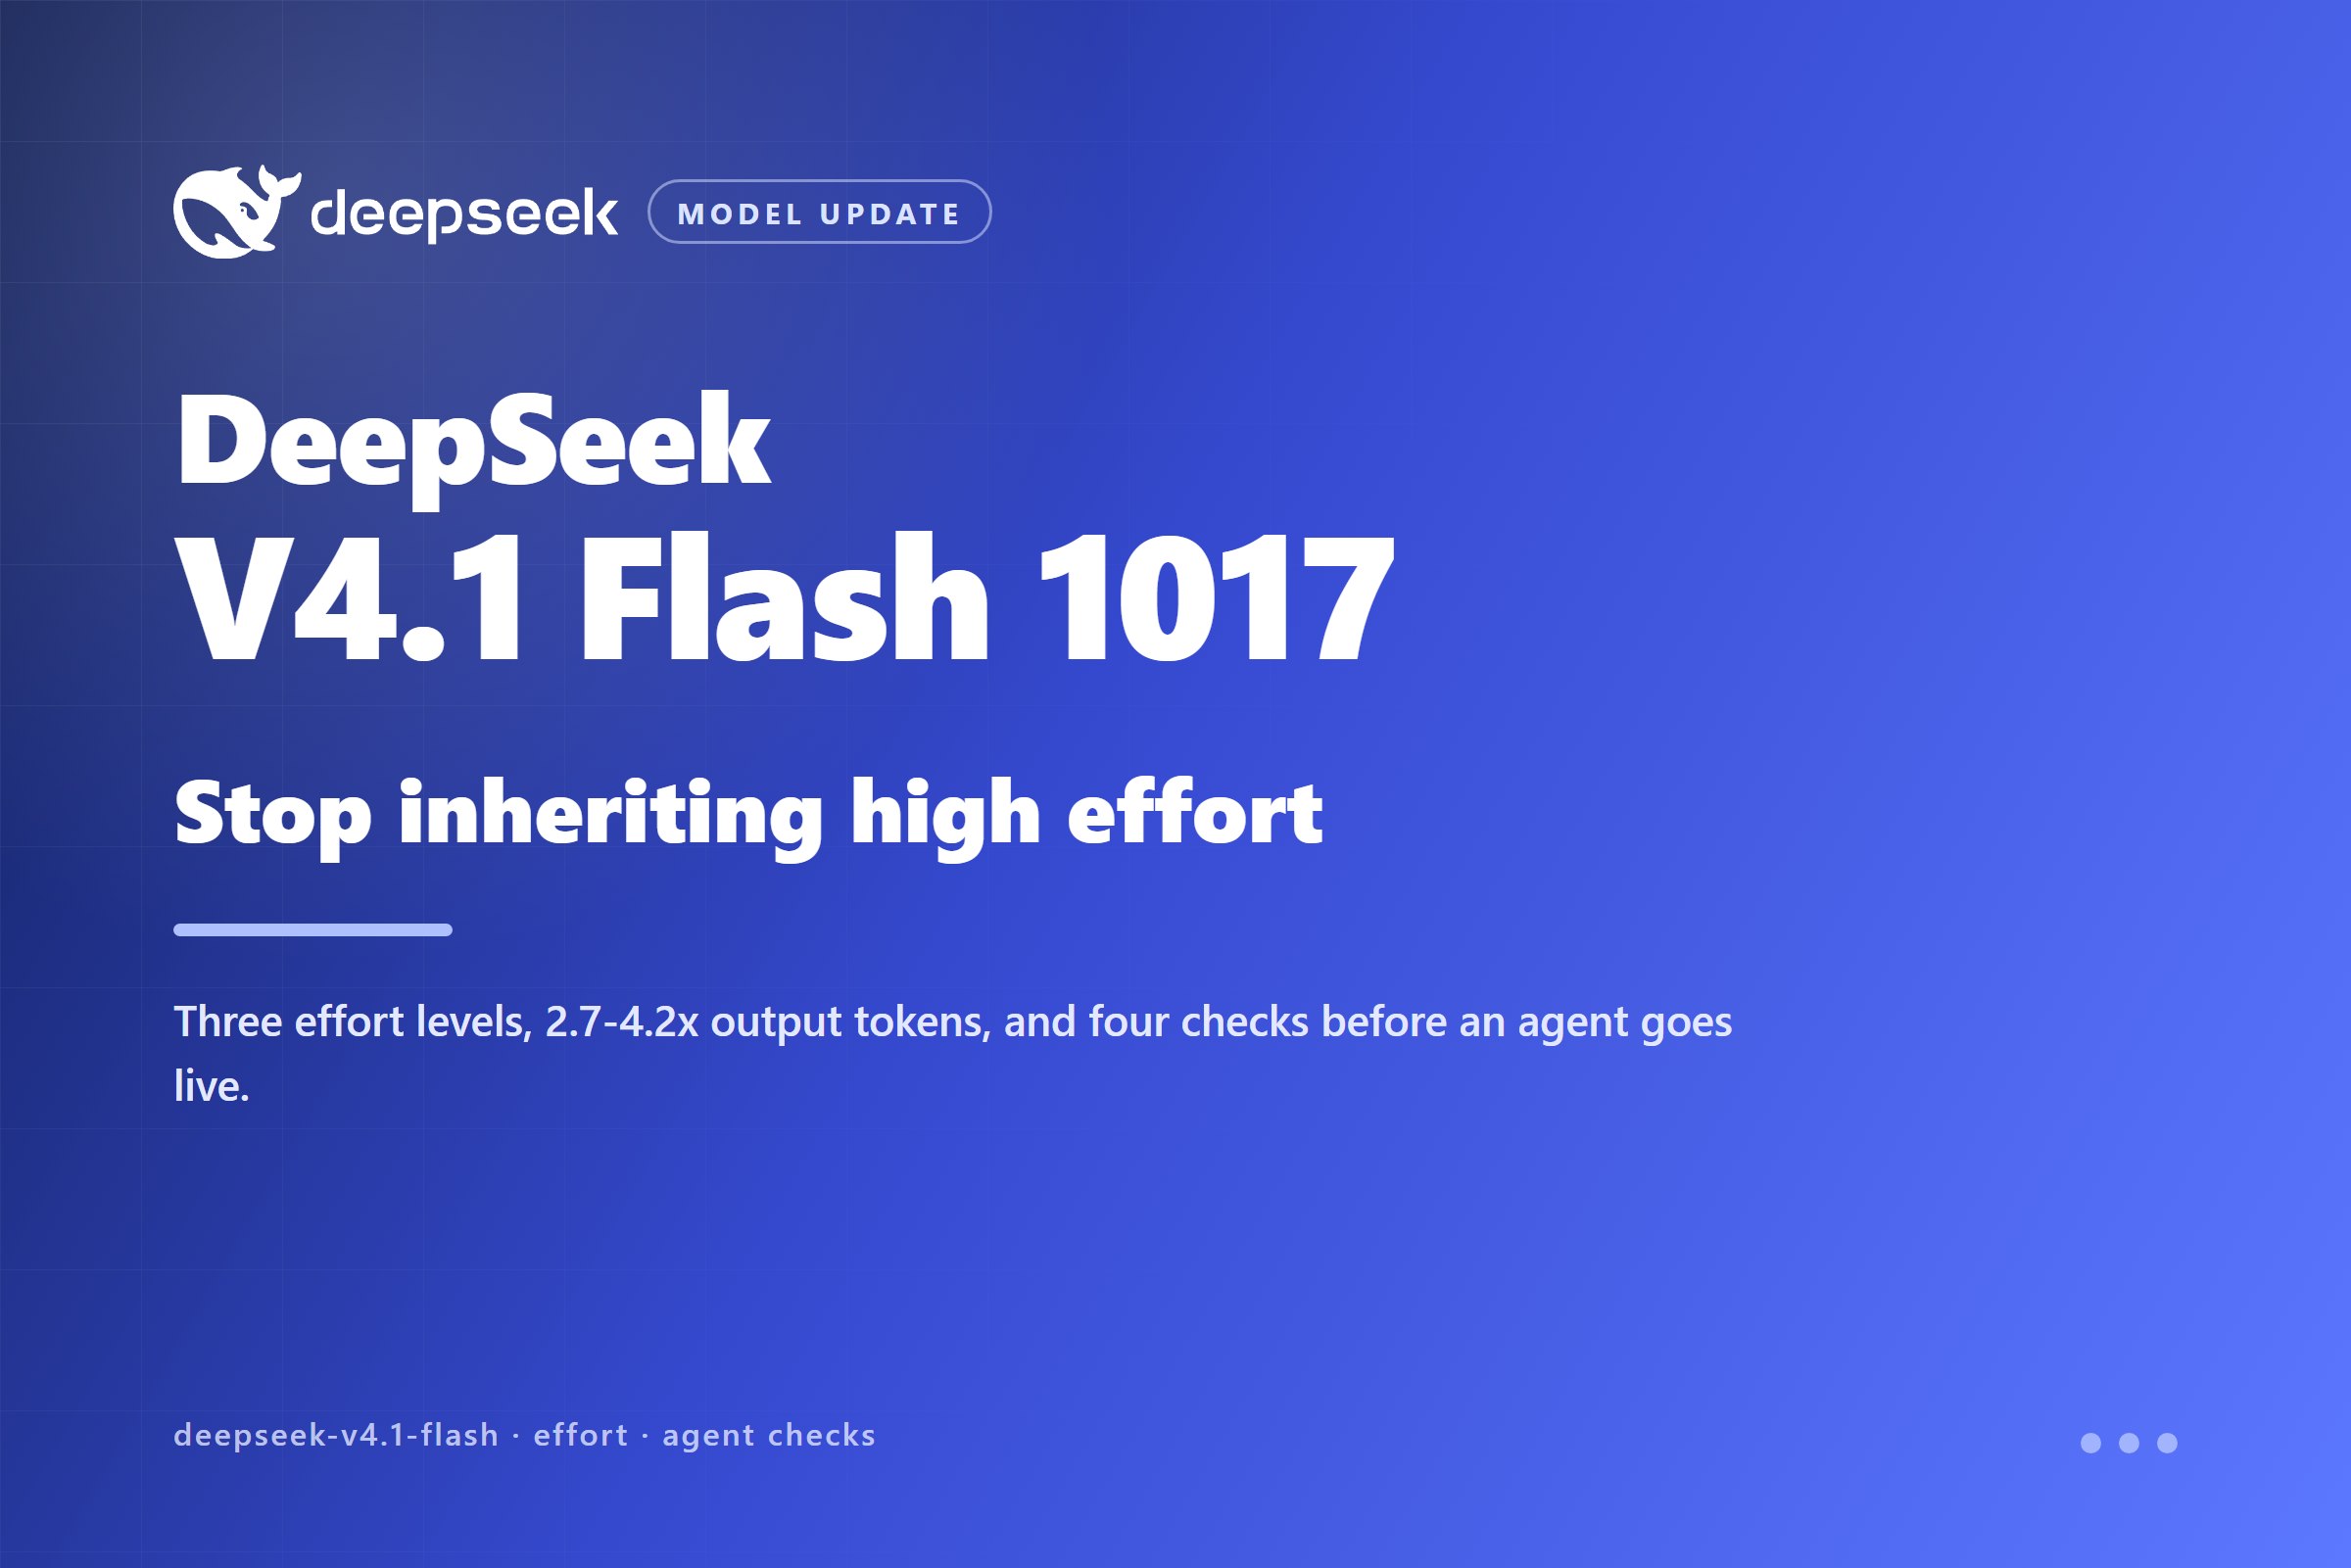 deepseek MODEL UPDATE
DeepSeek
V4.1 Flash 1017
Stop inheriting high effort
Three effort levels, 2.7-4.2x output tokens, and four checks before an agent goes
live.
deepseek-v4.1-flash · effort · agent checks